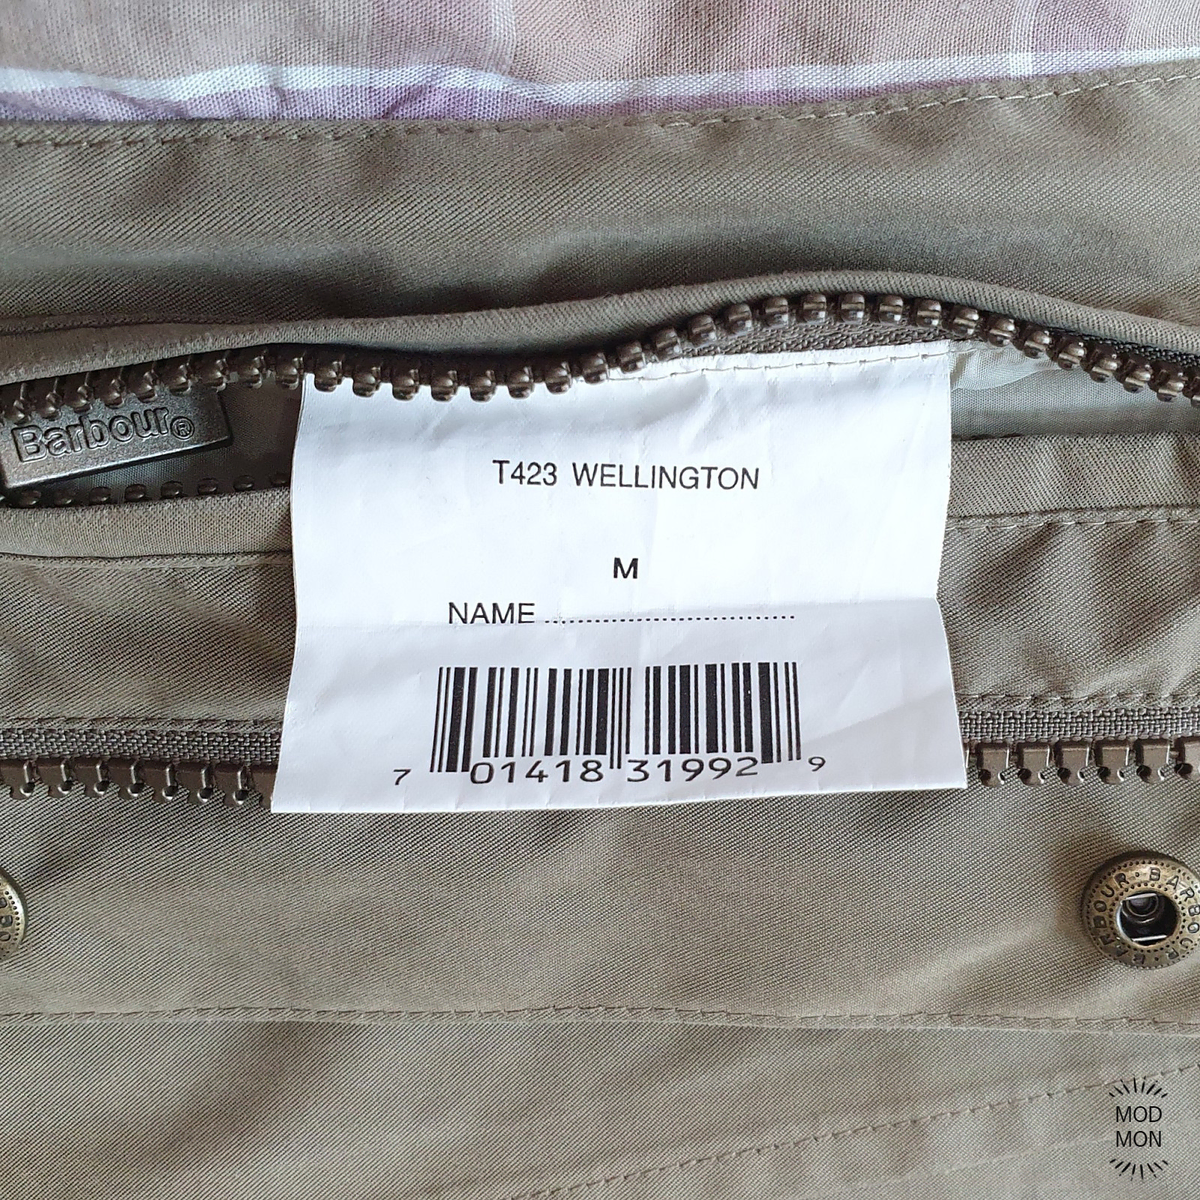 Barbour®
T423 WELLINGTON
M
NAME ..............................
7 01418 31992 9
BARBOUR
MOD
MON